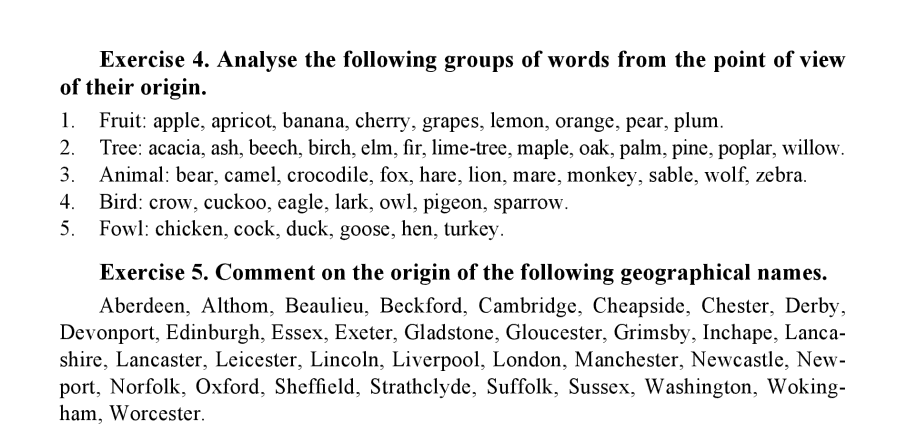 Exercise 4. Analyse the following groups of words from the point of view
of their origin.
1. Fruit: apple, apricot, banana, cherry, grapes, lemon, orange, pear, plum.
2. Tree: acacia, ash, beech, birch, elm, fir, lime-tree, maple, oak, palm, pine, poplar, willow.
3. Animal: bear, camel, crocodile, fox, hare, lion, mare, monkey, sable, wolf, zebra.
4. Bird: crow, cuckoo, eagle, lark, owl, pigeon, sparrow.
5. Fowl: chicken, cock, duck, goose, hen, turkey.
Exercise 5. Comment on the origin of the following geographical names.
Aberdeen, Althom, Beaulieu, Beckford, Cambridge, Cheapside, Chester, Derby,
Devonport, Edinburgh, Essex, Exeter, Gladstone, Gloucester, Grimsby, Inchape, Lanca-
shire, Lancaster, Leicester, Lincoln, Liverpool, London, Manchester, Newcastle, New-
port, Norfolk, Oxford, Sheffield, Strathclyde, Suffolk, Sussex, Washington, Woking-
ham, Worcester.